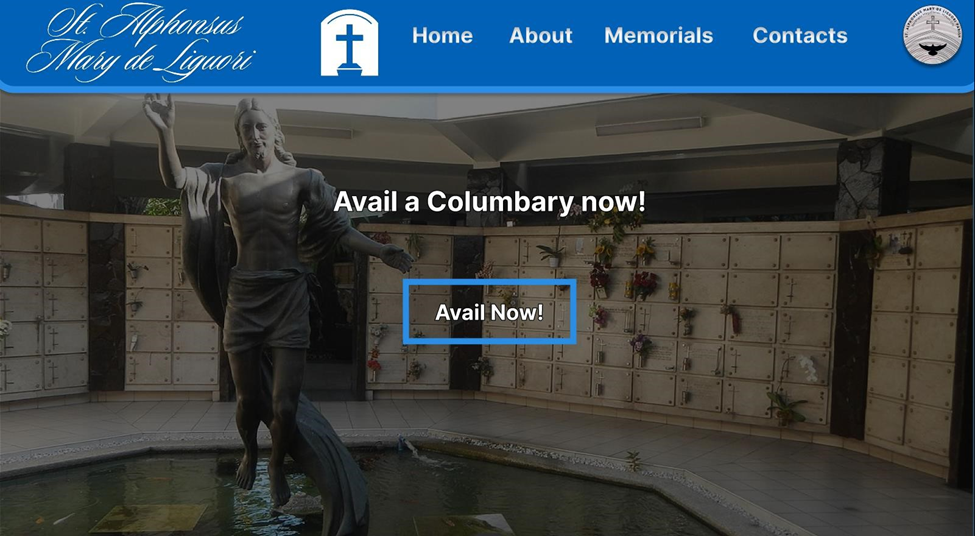 St. Alphonsus
Mary de Liguori
Home
About
Memorials
Contacts
Avail a Columbary now!
Avail Now!